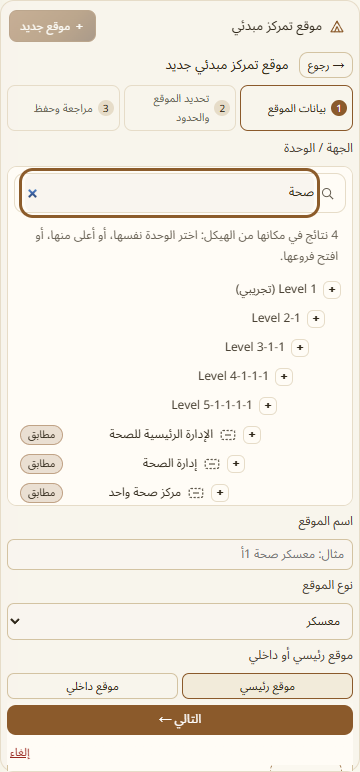 موقع تمركز مبدئي
+ موقع جديد
→ رجوع
موقع تمركز مبدئي جديد
1 بيانات الموقع
2 تحديد الموقع والحدود
3 مراجعة وحفظ
الجهة / الوحدة
صحة
×
4 نتائج في مكانها من الهيكل: اختر الوحدة نفسها، أو أعلى منها، أو
افتح فروعها.
+ Level 1 (تجريبي)
+ Level 2-1
+ Level 3-1-1
+ Level 4-1-1-1
+ Level 5-1-1-1-1
+ الإدارة الرئيسية للصحة مطابق
+ إدارة الصحة مطابق
+ مركز صحة واحد مطابق
اسم الموقع
مثال: معسكر صحة 1أ
نوع الموقع
معسكر
موقع رئيسي أو داخلي
موقع رئيسي
موقع داخلي
التالي ←
إلغاء